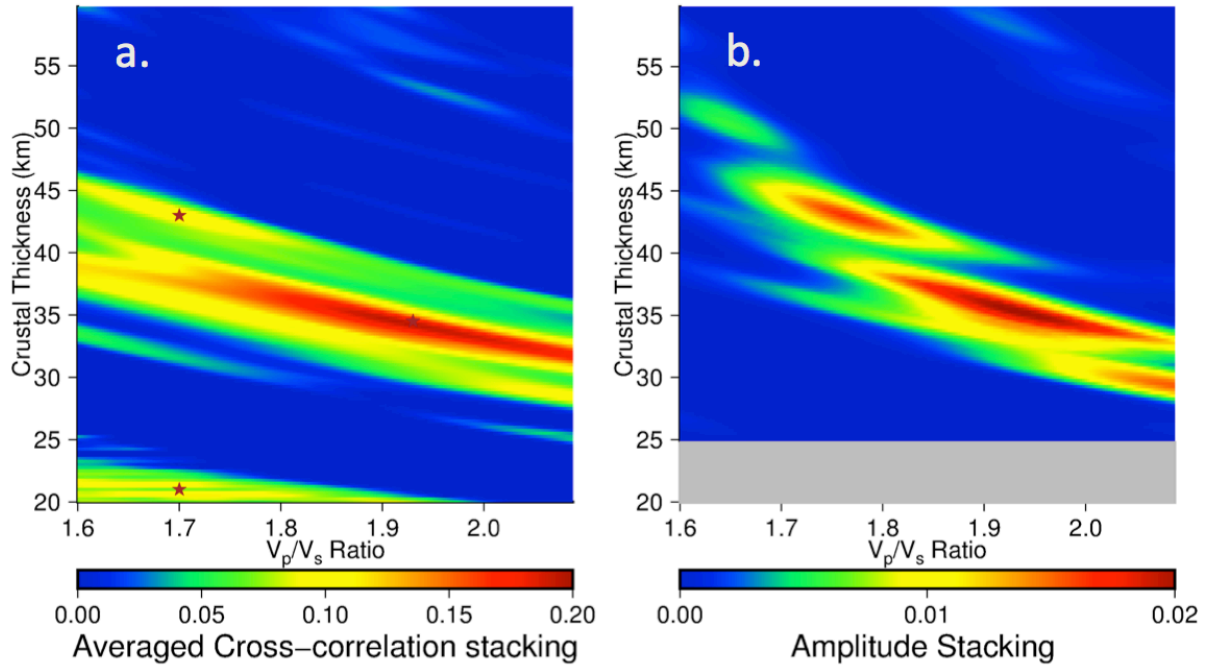 a.
Crustal Thickness (km)
55
50
45
40
35
30
25
20
1.6 1.7 1.8 1.9 2.0
Vp/Vs Ratio
0.00 0.05 0.10 0.15 0.20
Averaged Cross−correlation stacking
b.
Crustal Thickness (km)
55
50
45
40
35
30
25
20
1.6 1.7 1.8 1.9 2.0
Vp/Vs Ratio
0.00 0.01 0.02
Amplitude Stacking